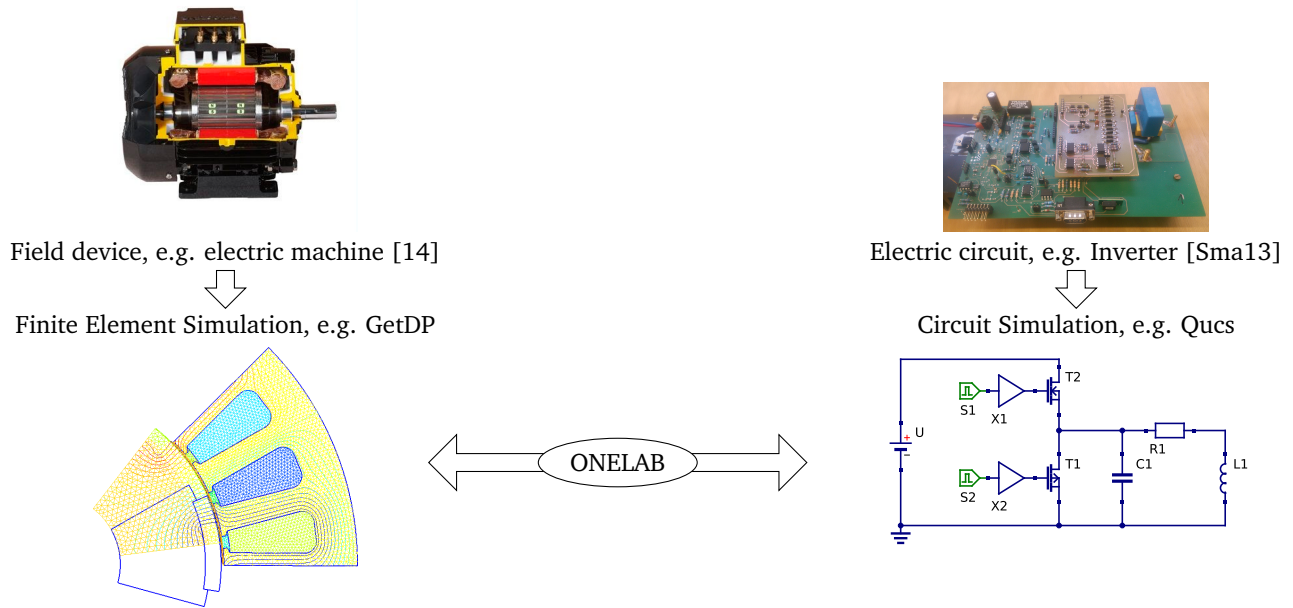 Field device, e.g. electric machine [14]
Electric circuit, e.g. Inverter [Sma13]
Finite Element Simulation, e.g. GetDP
Circuit Simulation, e.g. Qucs
ONELAB
T2
S1
X1
U
+
−
R1
T1
C1
L1
S2
X2